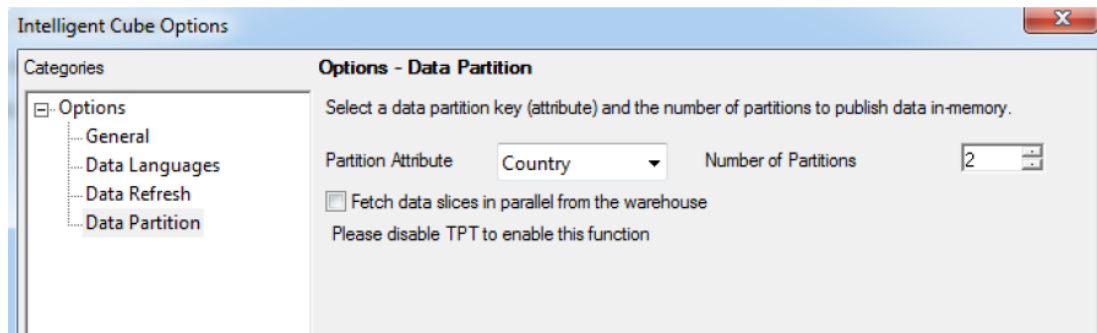 Intelligent Cube Options
Categories
Options
General
Data Languages
Data Refresh
Data Partition
Options - Data Partition
Select a data partition key (attribute) and the number of partitions to publish data in-memory.
Partition Attribute Country Number of Partitions 2
Fetch data slices in parallel from the warehouse
Please disable TPT to enable this function